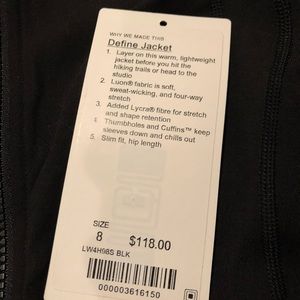 WHY WE MADE THIS
Define Jacket
1. Layer on this warm, lightweight
jacket before you hit the
hiking trails or head to the
studio
2. Luon® fabric is soft,
sweat-wicking, and four-way
stretch
3. Added Lycra® fibre for stretch
and shape retention
4. Thumbholes and Cuffins™ keep
sleeves down and chills out
5. Slim fit, hip length
SIZE
8 $118.00
LW4H98S BLK
000003616150